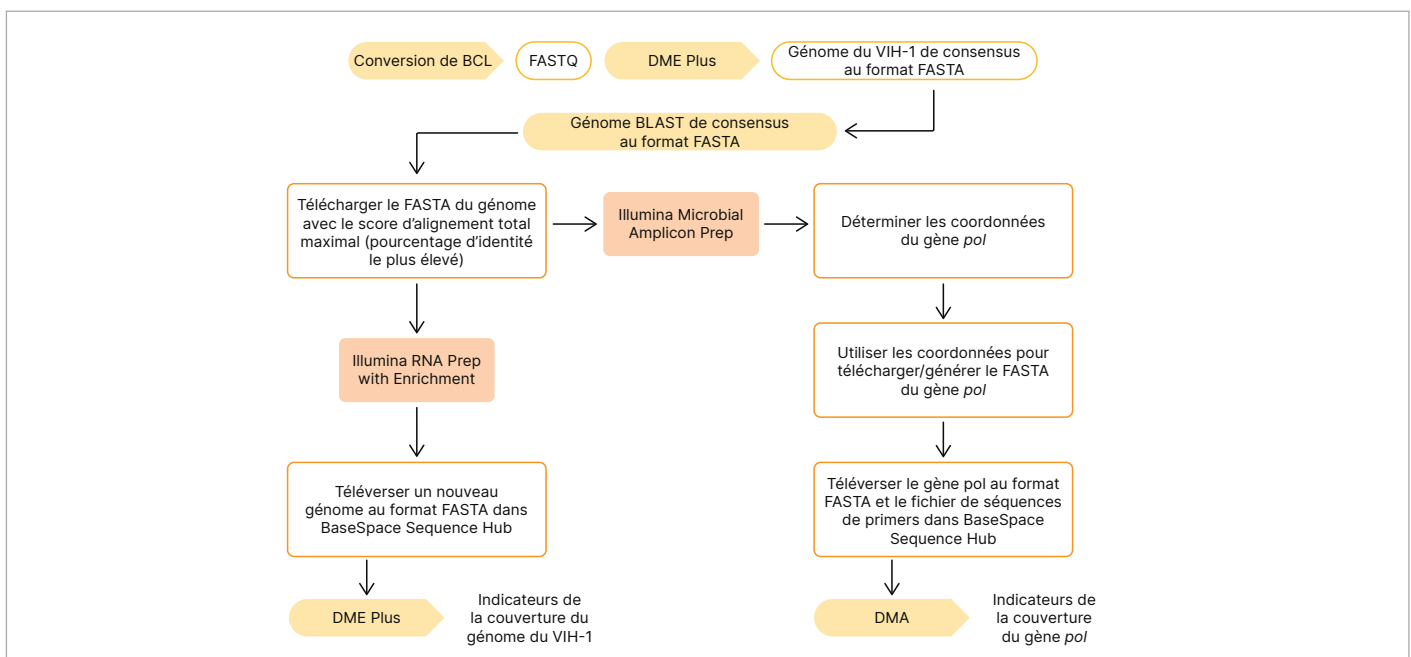 Conversion de BCL
FASTQ
DME Plus
Génome du VIH-1 de consensus
au format FASTA
Génome BLAST de consensus
au format FASTA
Télécharger le FASTA du génome
avec le score d’alignement total
maximal (pourcentage d’identité
le plus élevé)
Illumina Microbial
Amplicon Prep
Déterminer les coordonnées
du gène pol
Illumina RNA Prep
with Enrichment
Utiliser les coordonnées pour
télécharger/générer le FASTA
du gène pol
Téléverser un nouveau
génome au format FASTA dans
BaseSpace Sequence Hub
Téléverser le gène pol au format
FASTA et le fichier de séquences
de primers dans BaseSpace
Sequence Hub
DME Plus
Indicateurs de
la couverture du
génome du VIH-1
DMA
Indicateurs de
la couverture
du gène pol